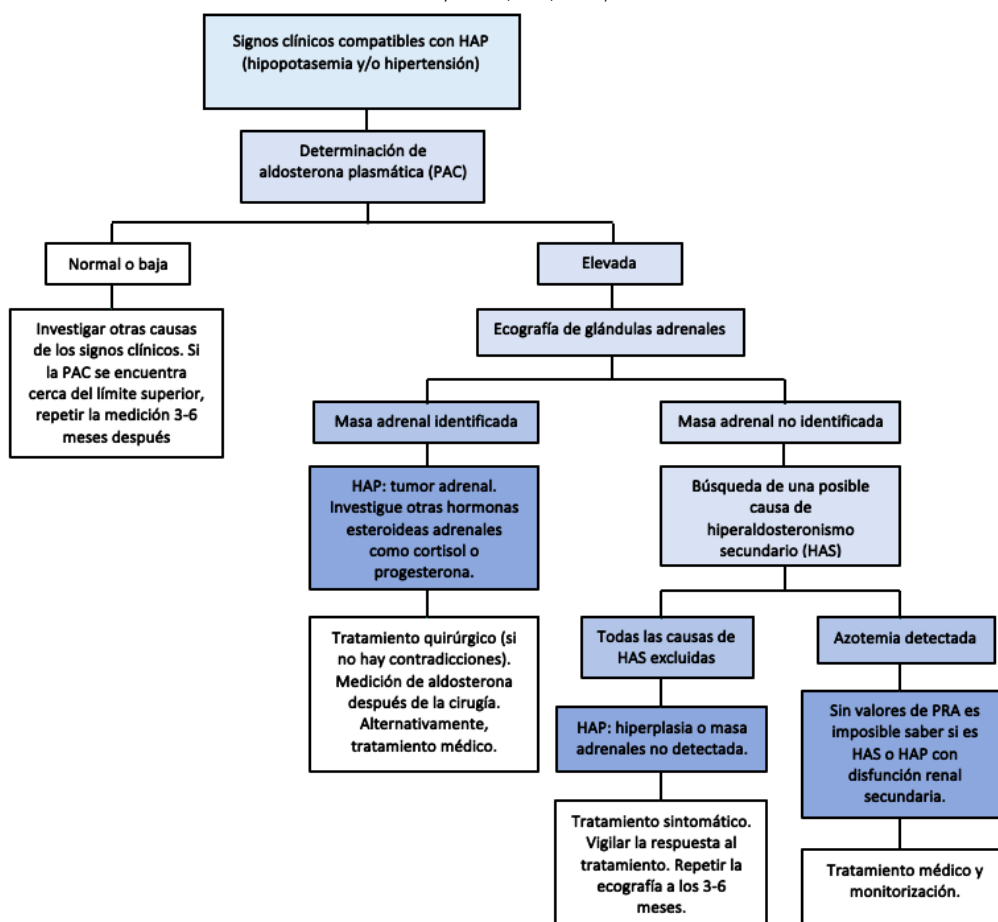 Signos clínicos compatibles con HAP
(hipopotasemia y/o hipertensión)
Determinación de
aldosterona plasmática (PAC)
Normal o baja
Elevada
Investigar otras causas
de los signos clínicos. Si
la PAC se encuentra
cerca del límite superior,
repetir la medición 3-6
meses después
Ecografía de glándulas adrenales
Masa adrenal identificada
Masa adrenal no identificada
HAP: tumor adrenal.
Investigue otras hormonas
esteroideas adrenales
como cortisol o
progesterona.
Búsqueda de una posible
causa de
hiperaldosteronismo
secundario (HAS)
Tratamiento quirúrgico (si
no hay contradicciones).
Medición de aldosterona
después de la cirugía.
Alternativamente,
tratamiento médico.
Todas las causas de
HAS excluidas
Azotemia detectada
HAP: hiperplasia o masa
adrenales no detectada.
Sin valores de PRA es
imposible saber si es
HAS o HAP con
disfunción renal
secundaria.
Tratamiento sintomático.
Vigilar la respuesta al
tratamiento. Repetir la
ecografía a los 3-6
meses.
Tratamiento médico y
monitorización.